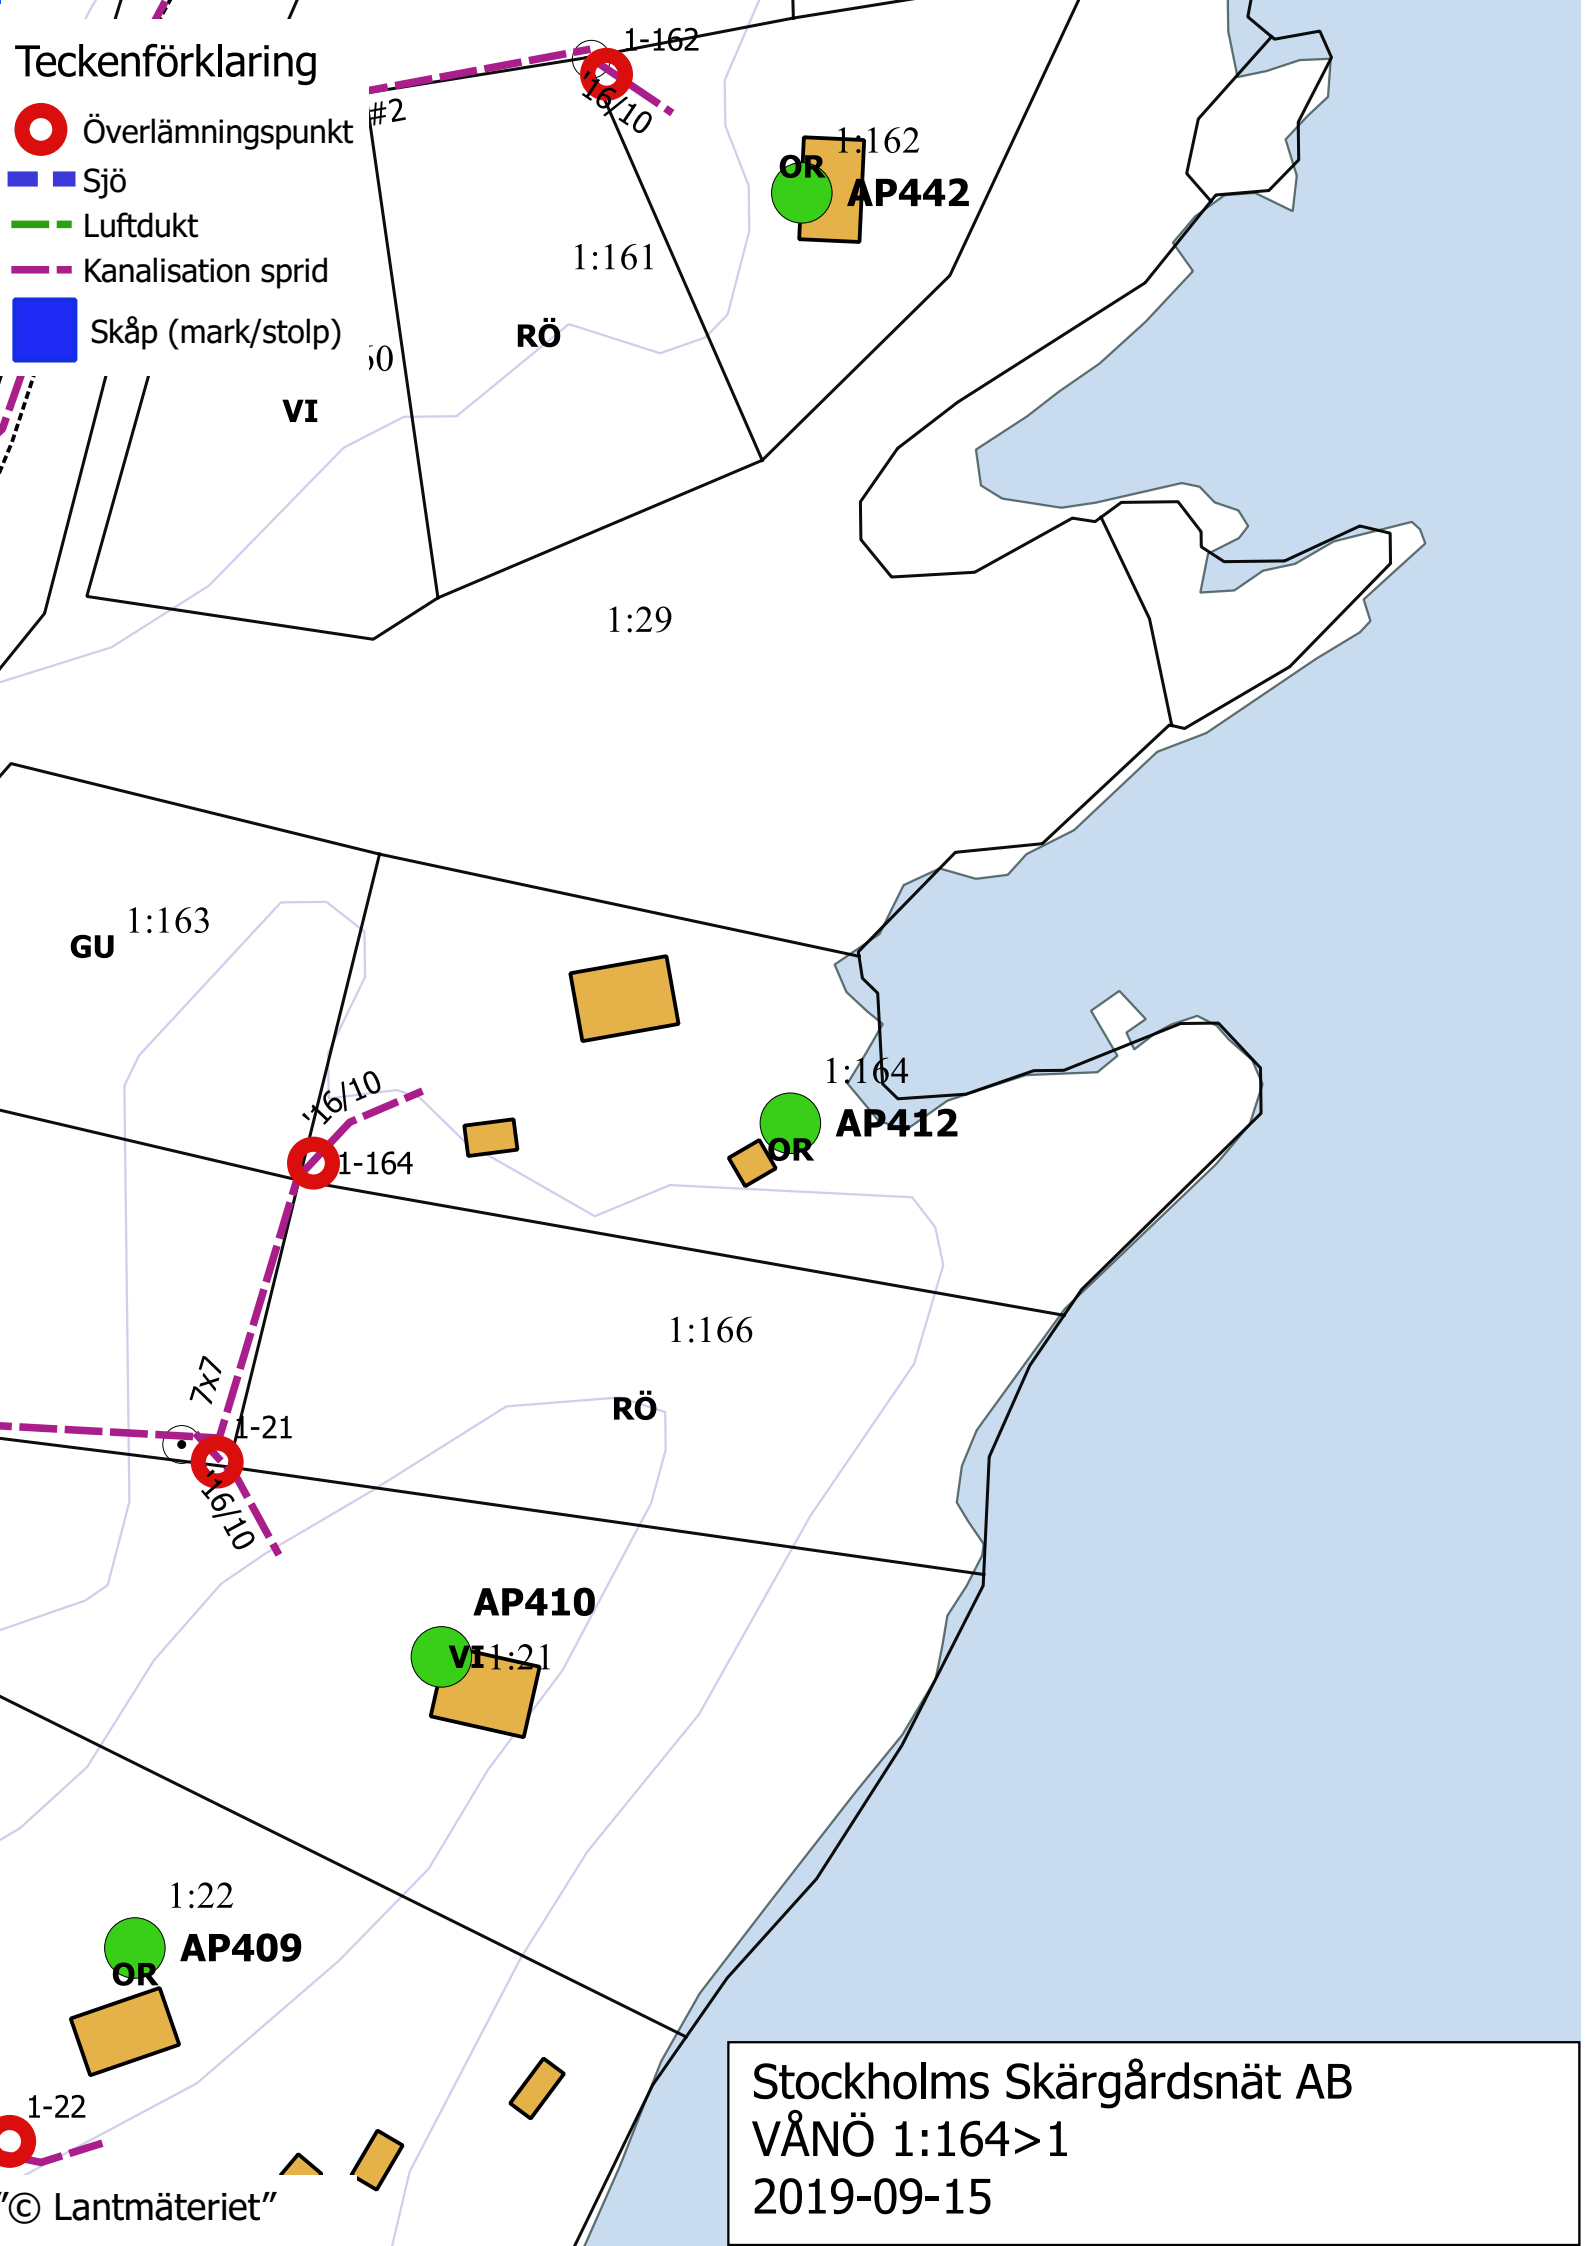 Teckenförklaring
Överlämningspunkt
Sjö
Luftdukt
Kanalisation sprid
Skåp (mark/stolp)
1-162
'16/10
#2
1:162
OR
AP442
1:161
RÖ
VI
1:29
1:163
GU
'16/10
1-164
1:164
AP412
OR
1:166
RÖ
7x7
1-21
'16/10
AP410
VI
1:21
1:22
AP409
OR
1-22
"© Lantmäteriet"
Stockholms Skärgårdsnät AB
VÅNÖ 1:164>1
2019-09-15